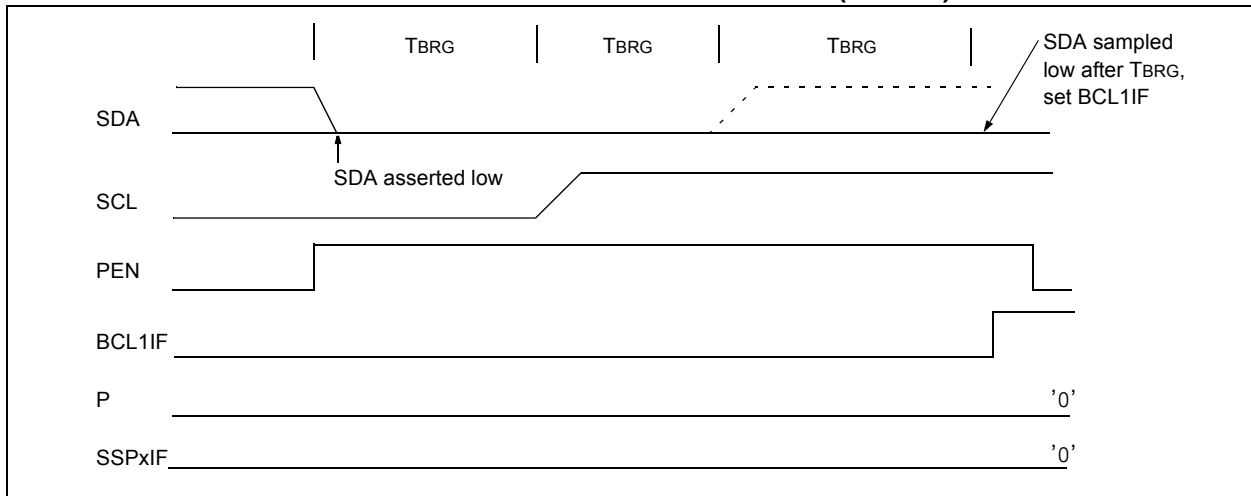 TBRG TBRG TBRG
SDA sampled
low after TBRG,
set BCL1IF
SDA
SDA asserted low
SCL
PEN
BCL1IF
P '0'
SSPxIF '0'